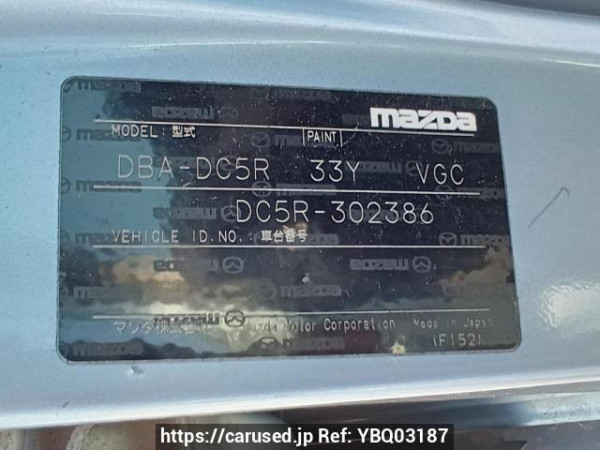 mazda
MODEL: 型式 PAINT
DBA-DC5R 33Y VGC
DC5R-302386
VEHICLE ID.NO. 車台番号
マツダ株式会社 Mazda Motor Corporation Made in Japan
(F152)
https://carused.jp Ref: YBQ03187